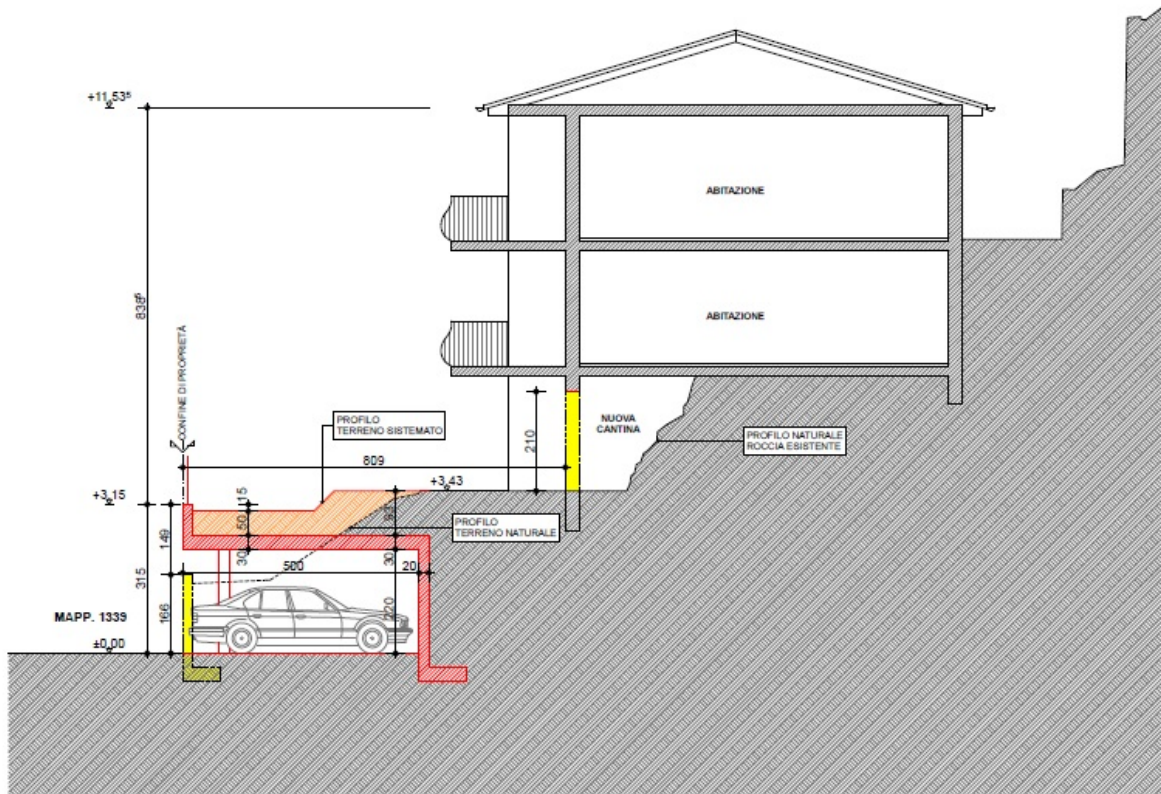 +11,53⁵
ABITAZIONE
838⁵
ABITAZIONE
CONFINE DI PROPRIETÀ
PROFILO
TERRENO SISTEMATO
210
NUOVA
CANTINA
PROFILO NATURALE
ROCCIA ESISTENTE
809
+3,43
+3,15
15
50
93
PROFILO
TERRENO NATURALE
149
30
30
500
20
315
166
220
MAPP. 1339
±0,00